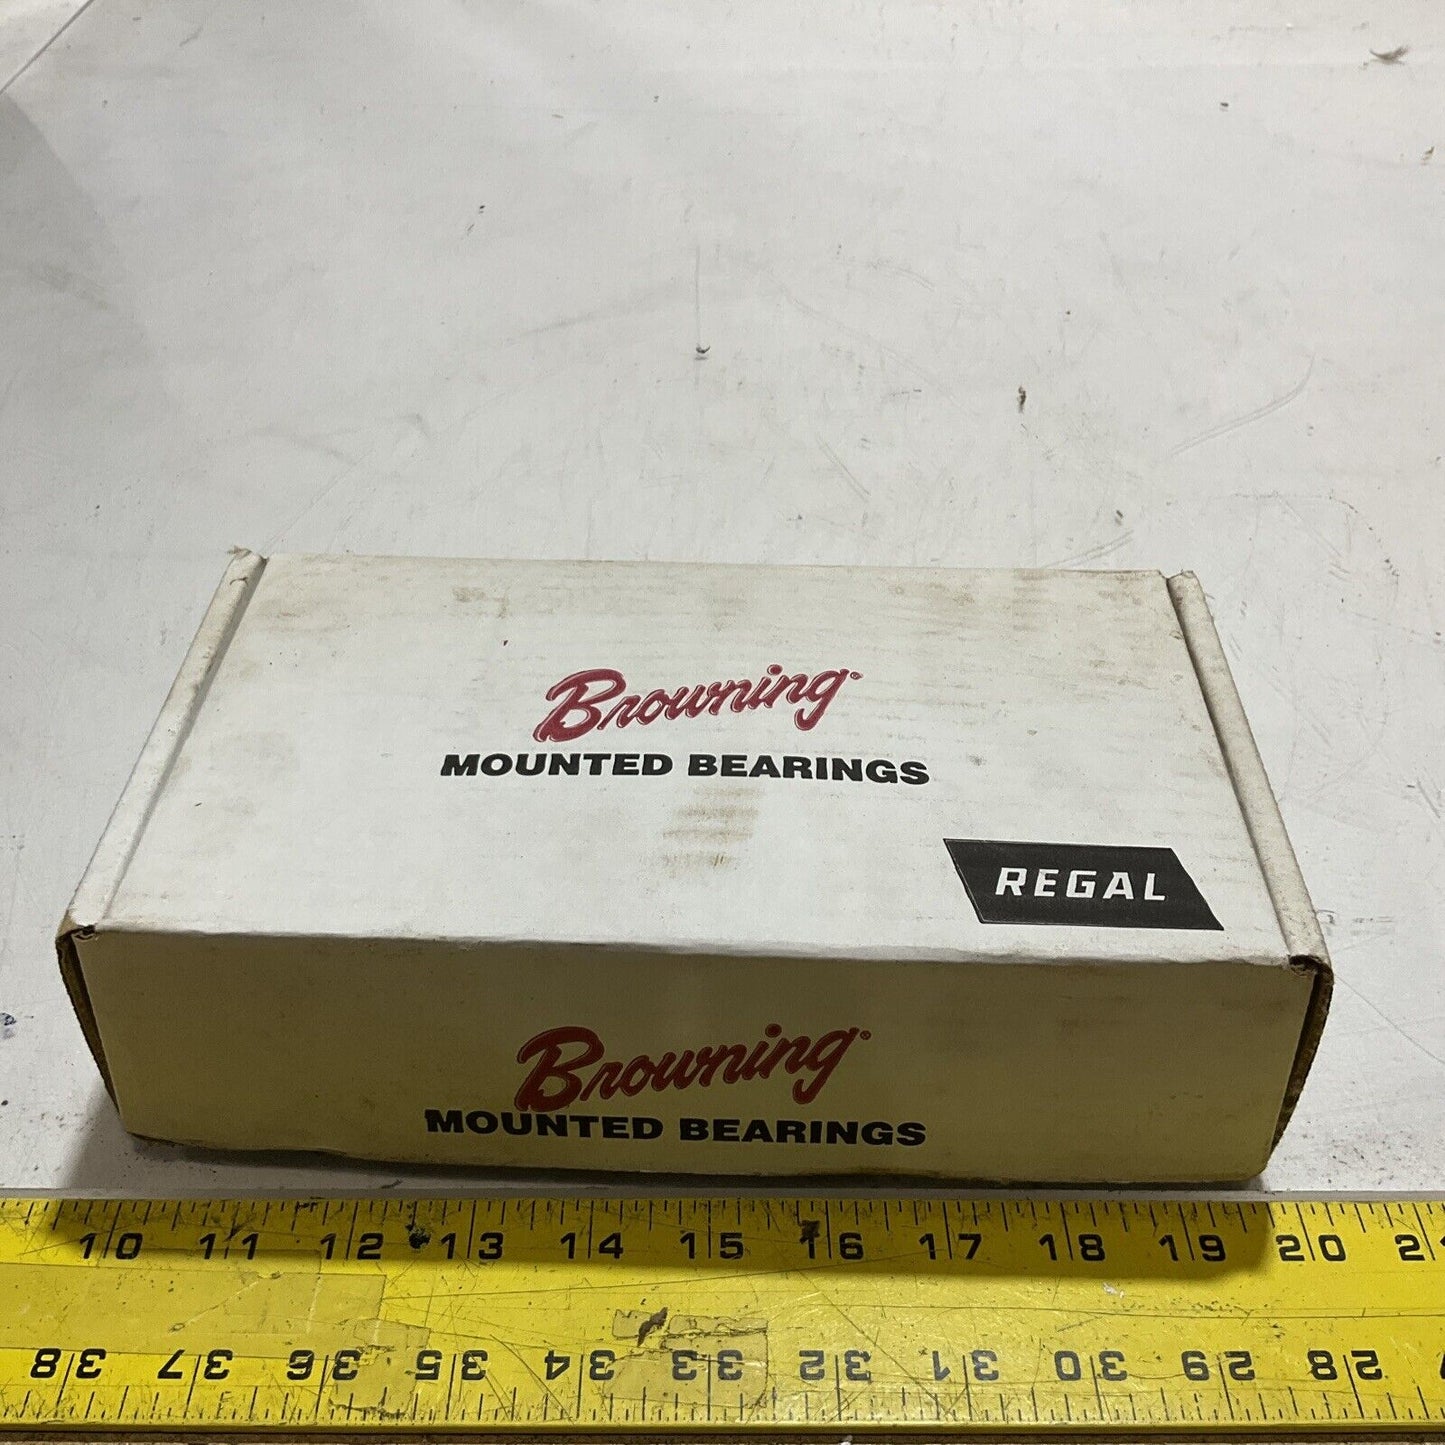 Browning®
MOUNTED BEARINGS
REGAL
Browning®
MOUNTED BEARINGS
10 11 12 13 14 15 16 17 18 19 20 2
38 37 36 35 34 33 32 31 30 29 28